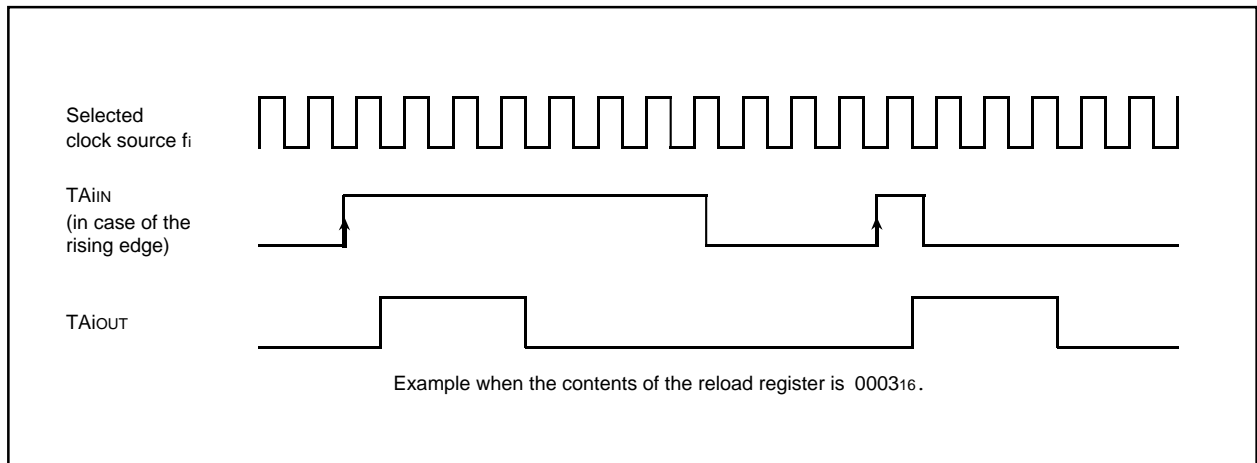 Selected
clock source fi
TAiIN
(in case of the
rising edge)
TAiOUT
Example when the contents of the reload register is 000316.